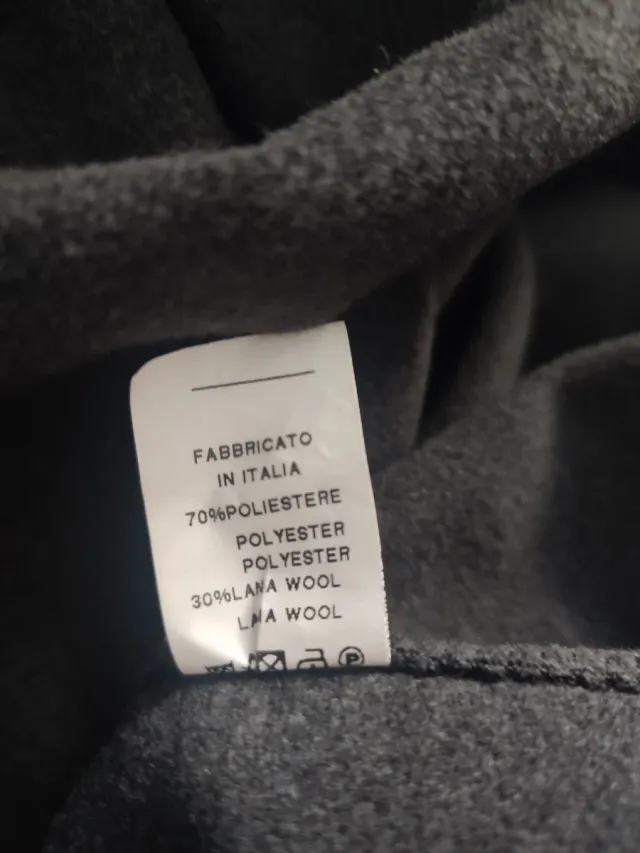 FABBRICATO
IN ITALIA
70%POLIESTERE
POLYESTER
POLYESTER
30%LANA WOOL
LANA WOOL
P